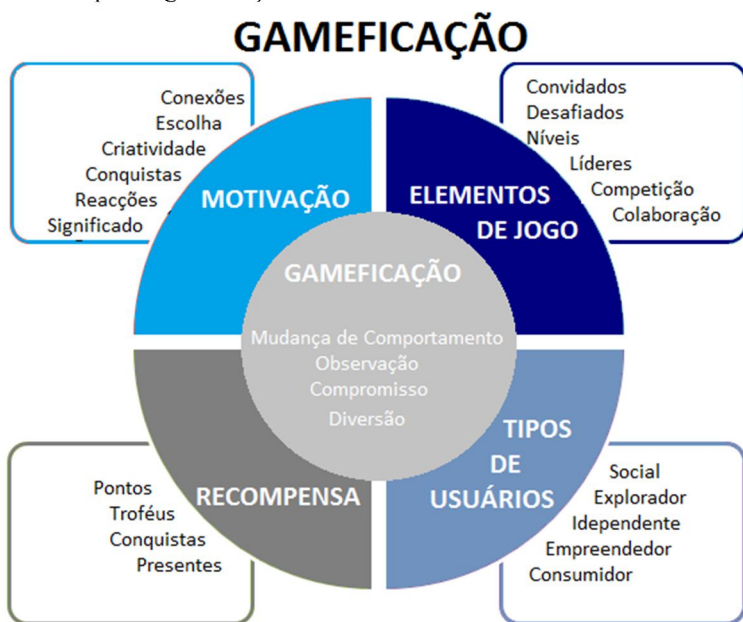 GAMEFICAÇÃO
Conexões
Escolha
Criatividade
Conquistas
Reacções
Significado
MOTIVAÇÃO
Convidados
Desafiados
Níveis
Líderes
Competição
Colaboração
ELEMENTOS
DE JOGO
GAMEFICAÇÃO
Mudança de Comportamento
Observação
Compromisso
Diversão
RECOMPENSA
Pontos
Troféus
Conquistas
Presentes
TIPOS
DE
USUÁRIOS
Social
Explorador
Idependente
Empreendedor
Consumidor